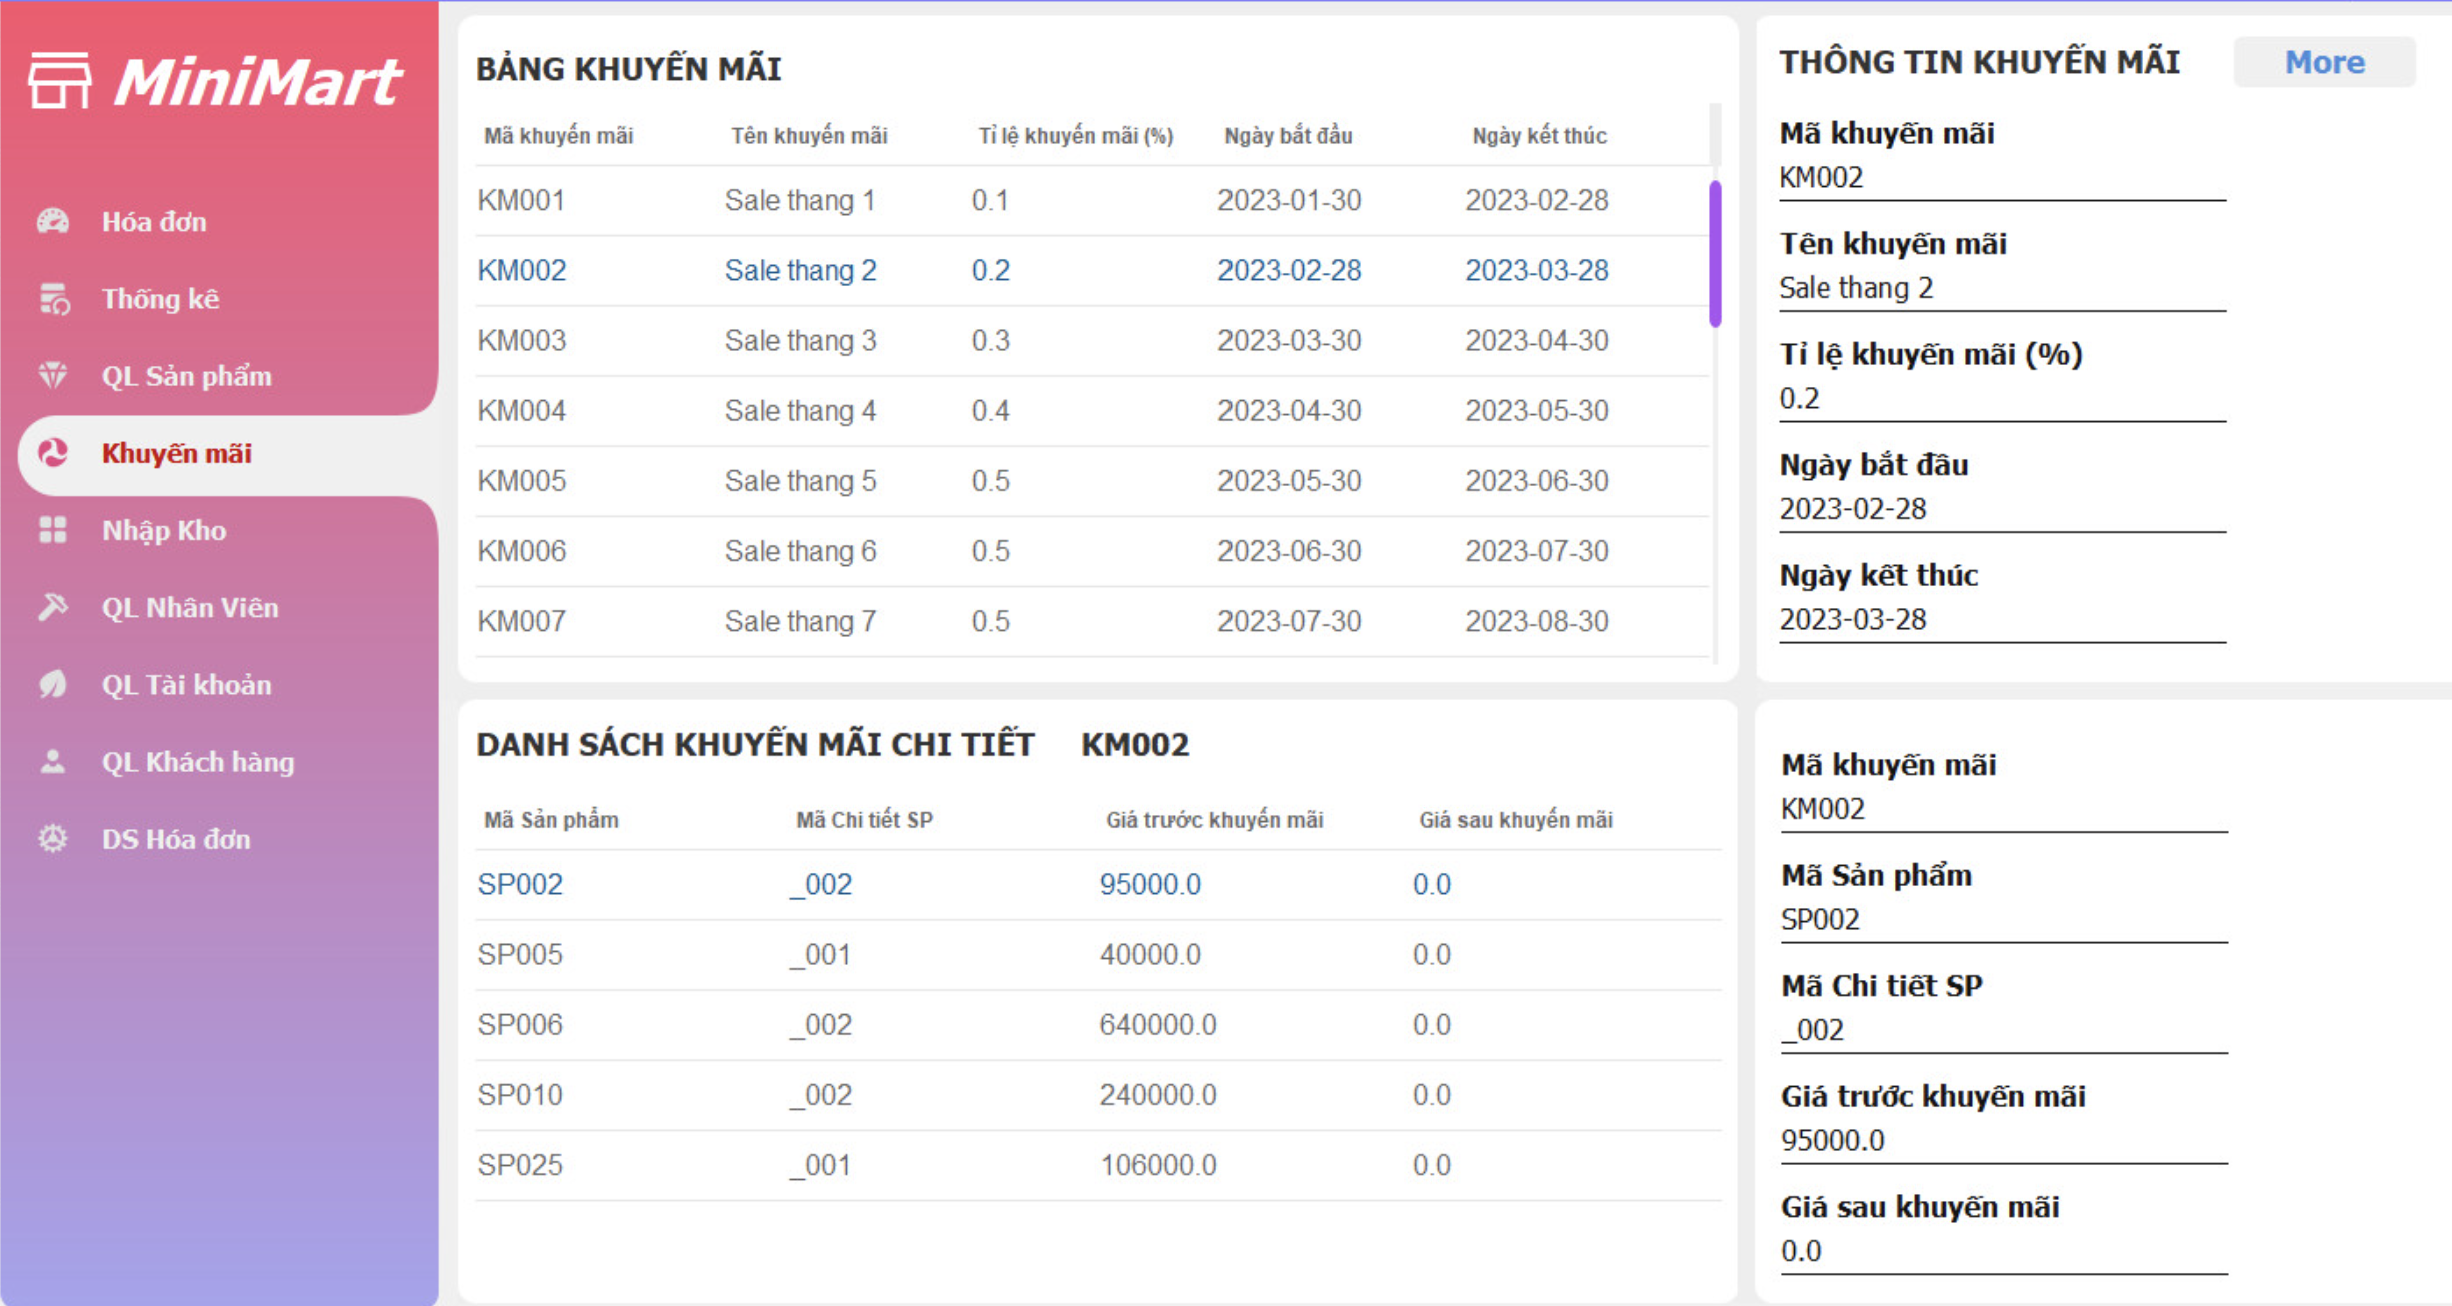 MiniMart
Hóa đơn
Thống kê
QL Sản phẩm
Khuyến mãi
Nhập Kho
QL Nhân Viên
QL Tài khoản
QL Khách hàng
DS Hóa đơn
BẢNG KHUYẾN MÃI
Mã khuyến mãi Tên khuyến mãi Tỉ lệ khuyến mãi (%) Ngày bắt đầu Ngày kết thúc
KM001 Sale thang 1 0.1 2023-01-30 2023-02-28
KM002 Sale thang 2 0.2 2023-02-28 2023-03-28
KM003 Sale thang 3 0.3 2023-03-30 2023-04-30
KM004 Sale thang 4 0.4 2023-04-30 2023-05-30
KM005 Sale thang 5 0.5 2023-05-30 2023-06-30
KM006 Sale thang 6 0.5 2023-06-30 2023-07-30
KM007 Sale thang 7 0.5 2023-07-30 2023-08-30
THÔNG TIN KHUYẾN MÃI More
Mã khuyến mãi
KM002
Tên khuyến mãi
Sale thang 2
Tỉ lệ khuyến mãi (%)
0.2
Ngày bắt đầu
2023-02-28
Ngày kết thúc
2023-03-28
DANH SÁCH KHUYẾN MÃI CHI TIẾT KM002
Mã Sản phẩm Mã Chi tiết SP Giá trước khuyến mãi Giá sau khuyến mãi
SP002 _002 95000.0 0.0
SP005 _001 40000.0 0.0
SP006 _002 640000.0 0.0
SP010 _002 240000.0 0.0
SP025 _001 106000.0 0.0
Mã khuyến mãi
KM002
Mã Sản phẩm
SP002
Mã Chi tiết SP
_002
Giá trước khuyến mãi
95000.0
Giá sau khuyến mãi
0.0